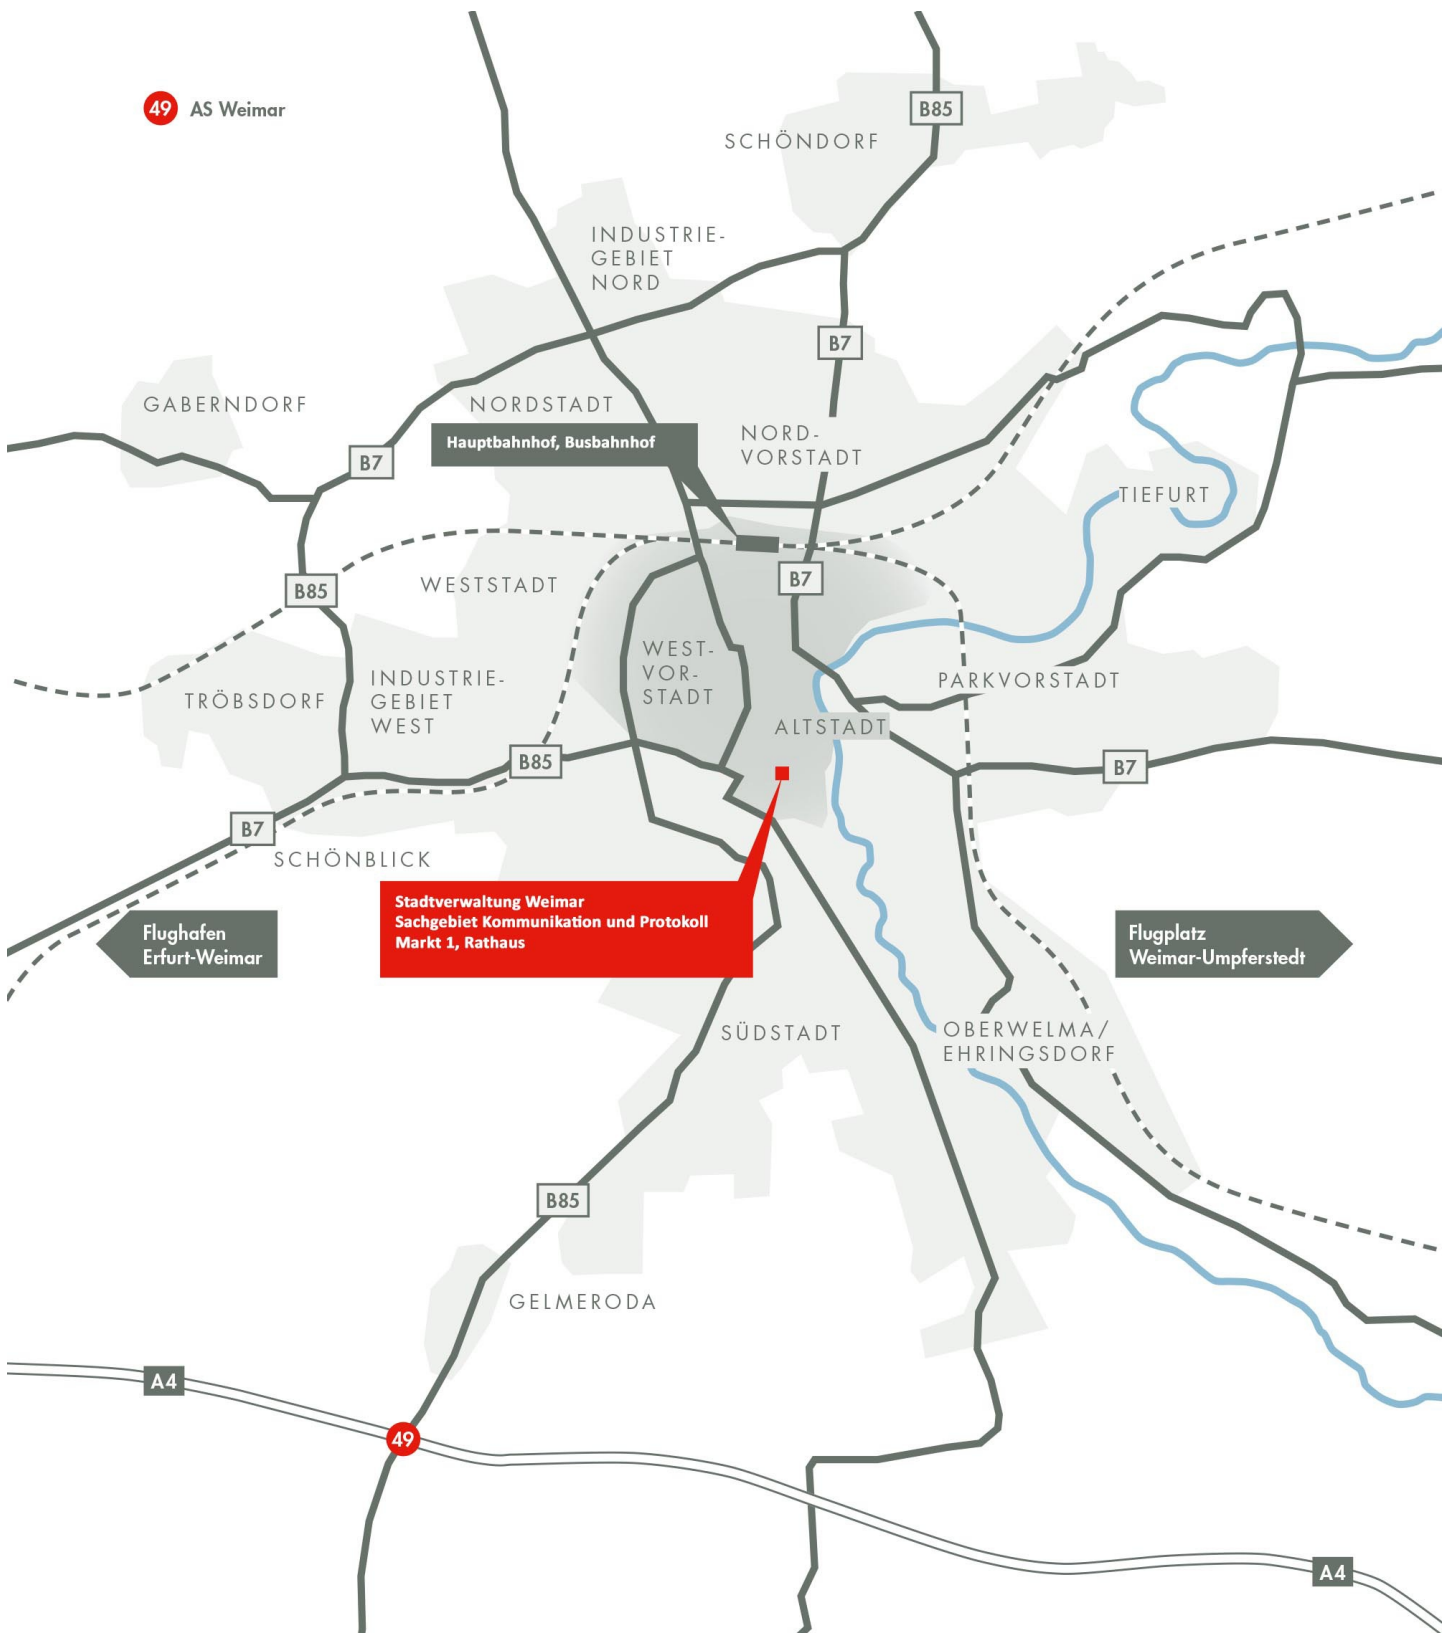 49 AS Weimar
B85
SCHÖNDORF
INDUSTRIE-
GEBIET
NORD
B7
GABERNDORF
NORDSTADT
Hauptbahnhof, Busbahnhof
NORD-
VORSTADT
B7
TIEFURT
B85
WESTSTADT
B7
WEST-
VOR-
STADT
TRÖBSDORF
INDUSTRIE-
GEBIET
WEST
PARKVORSTADT
ALTSTADT
B85
B7
B7
SCHÖNBLICK
Stadtverwaltung Weimar
Sachgebiet Kommunikation und Protokoll
Markt 1, Rathaus
Flughafen
Erfurt-Weimar
Flugplatz
Weimar-Umpferstedt
SÜDSTADT
OBERWELMA/
EHRINGSDORF
B85
GELMERODA
A4
49
A4